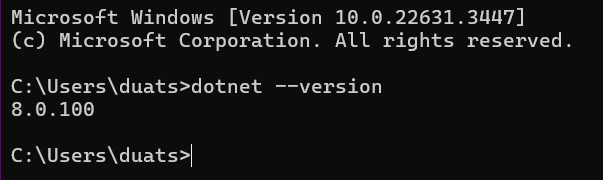 Microsoft Windows [Version 10.0.22631.3447]
(c) Microsoft Corporation. All rights reserved.
C:\Users\duats>dotnet --version
8.0.100
C:\Users\duats>